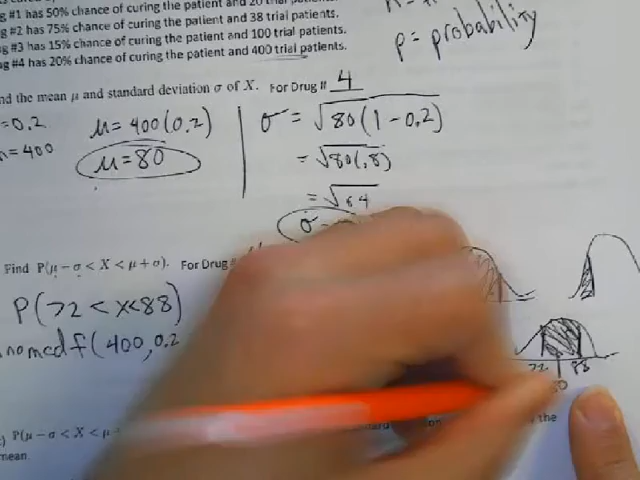 #1 has 50% chance of curing the patient and 20 trial patients.
g #2 has 75% chance of curing the patient and 38 trial patients.
g #3 has 15% chance of curing the patient and 100 trial patients.
g #4 has 20% chance of curing the patient and 400 trial patients.
p = probability
nd the mean μ and standard deviation σ of X. For Drug # 4
=0.2
n=400
μ=400(0.2)
μ=80
σ = √80(1-0.2)
= √80(.8)
= √64
σ
Find P(μ − σ < X < μ + σ). For Drug
P(72 < X < 88)
nomcdf(400,0.2
72 88
P(μ − σ < X < μ
the
mean.